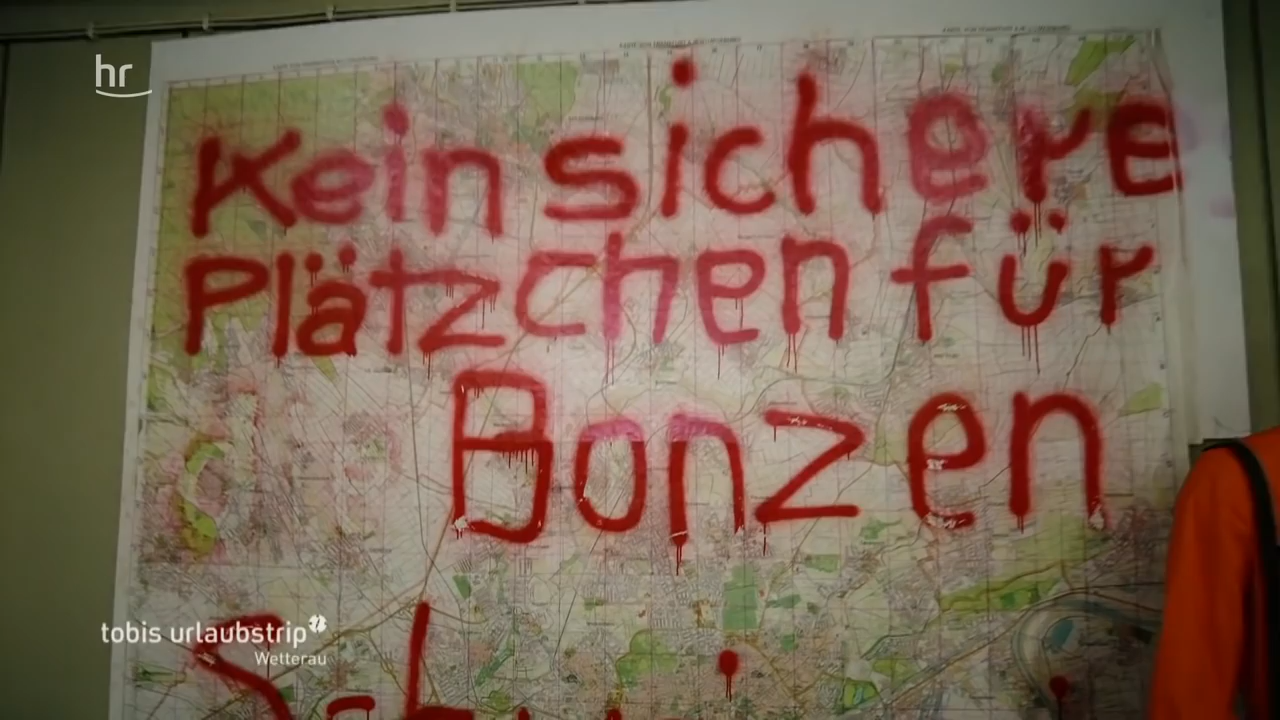 hr
Kein sichere
Plätzchen für
Bonzen
tobis urlaubstrip
Wetterau